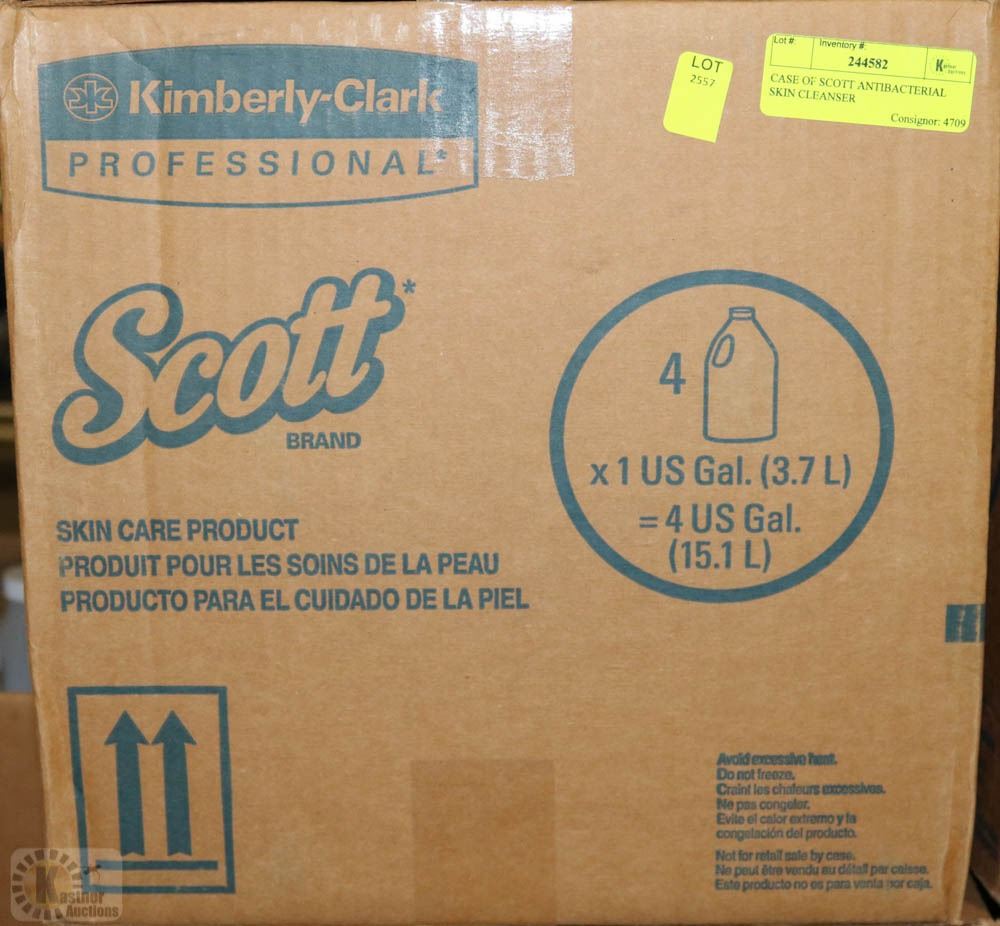 Kimberly-Clark
PROFESSIONAL*
LOT
2557
Lot #:
Inventory #:
244582
Kastner
Auctions
CASE OF SCOTT ANTIBACTERIAL
SKIN CLEANSER
Consignor: 4709
Scott*
BRAND
4
x 1 US Gal. (3.7 L)
= 4 US Gal.
(15.1 L)
SKIN CARE PRODUCT
PRODUIT POUR LES SOINS DE LA PEAU
PRODUCTO PARA EL CUIDADO DE LA PIEL
Avoid excessive heat.
Do not freeze.
Craint les chaleurs excessives.
Ne pas congeler.
Evite el calor extremo y la
congelación del producto.
Not for retail sale by case.
Ne peut être vendu au détail par caisse.
Este producto no es para venta por caja.
Kastner
Auctions